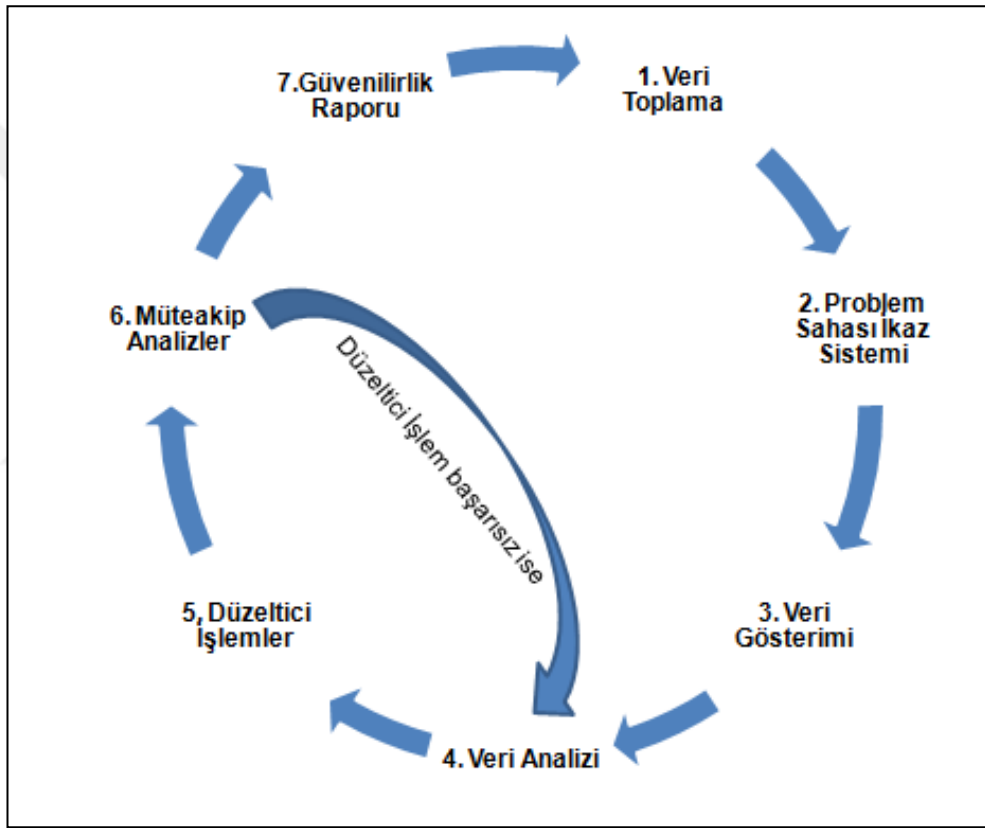 1. Veri
Toplama
2. Problem
Sahası İkaz
Sistemi
3. Veri
Gösterimi
4. Veri Analizi
5, Düzeltici
İşlemler
6. Müteakip
Analizler
7.Güvenilirlik
Raporu
Düzeltici İşlem başarısız ise